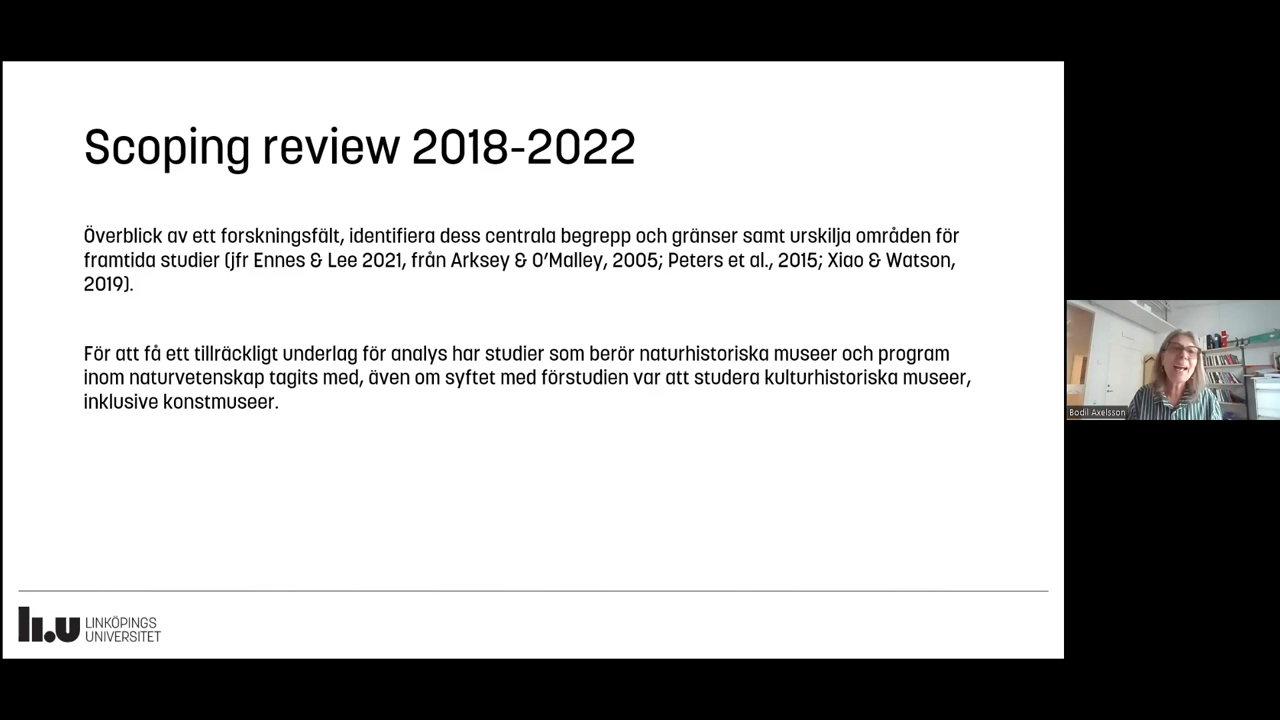 Scoping review 2018-2022
Överblick av ett forskningsfält, identifiera dess centrala begrepp och gränser samt urskilja områden för
framtida studier (jfr Ennes & Lee 2021, från Arksey & O’Malley, 2005; Peters et al., 2015; Xiao & Watson,
2019).
För att få ett tillräckligt underlag för analys har studier som berör naturhistoriska museer och program
inom naturvetenskap tagits med, även om syftet med förstudien var att studera kulturhistoriska museer,
inklusive konstmuseer.
Bodil Axelsson
li.u LINKÖPINGS
UNIVERSITET